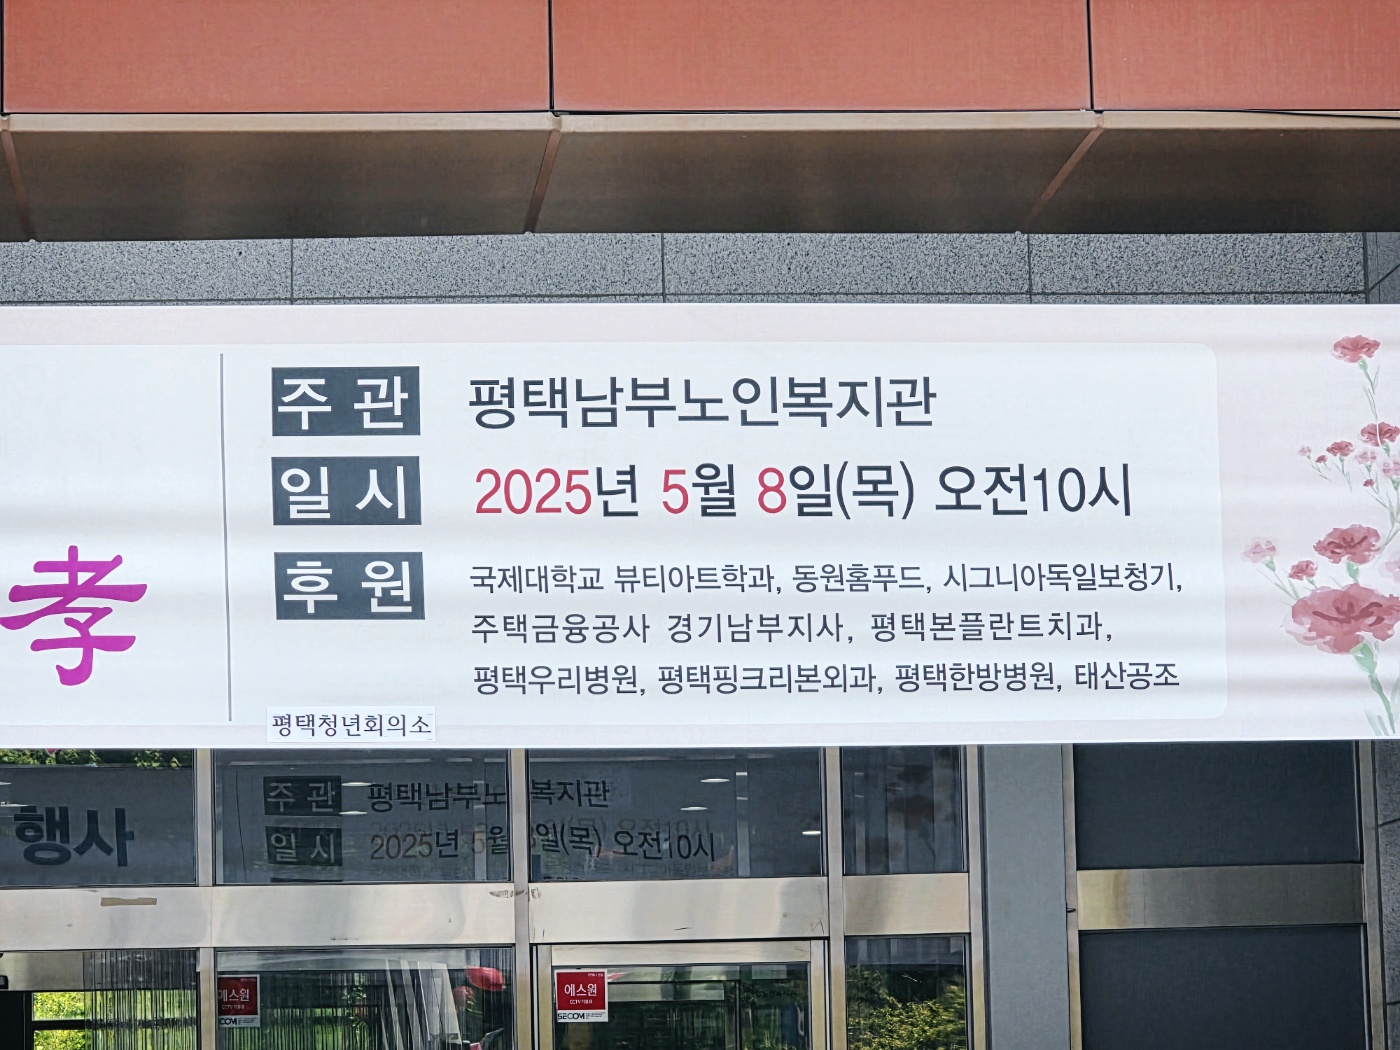 孝
주관 평택남부노인복지관
일시 2025년 5월 8일(목) 오전10시
후원 국제대학교 뷰티아트학과, 동원홈푸드, 시그니아독일보청기,
주택금융공사 경기남부지사, 평택본플란트치과,
평택우리병원, 평택핑크리본외과, 평택한방병원, 태산공조
평택청년회의소
행사
주관 평택남부노 복지관
일시 2025년 5월 8일(목) 오전10시
에스원
SECOM
에스원
SECOM